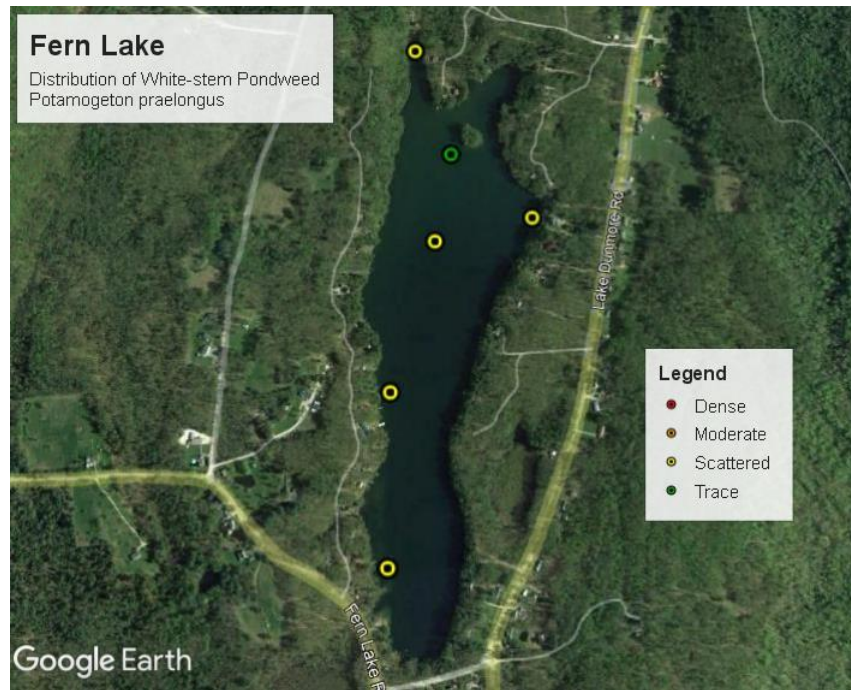 Fern Lake
Distribution of White-stem Pondweed
Potamogeton praelongus
Lake Dunmore Rd
Legend
Dense
Moderate
Scattered
Trace
Fern Lake R
Google Earth